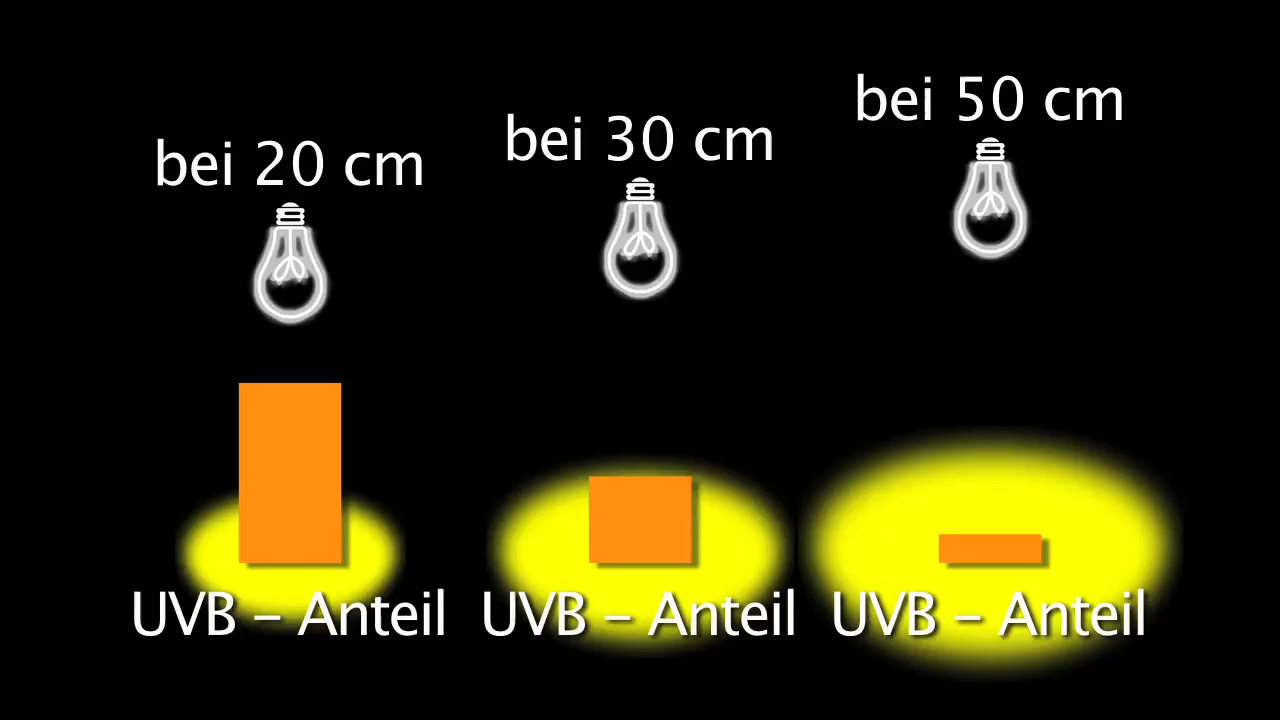 bei 20 cm
bei 30 cm
bei 50 cm
UVB – Anteil
UVB – Anteil
UVB – Anteil